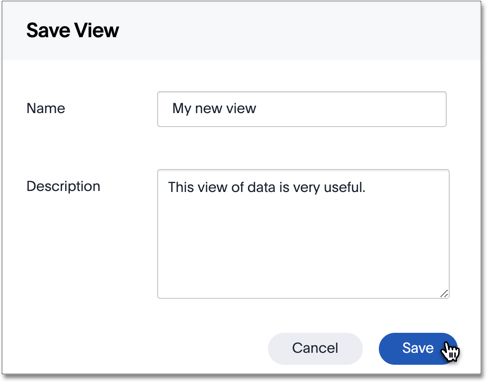 Save View
Name
My new view
Description
This view of data is very useful.
Cancel
Save